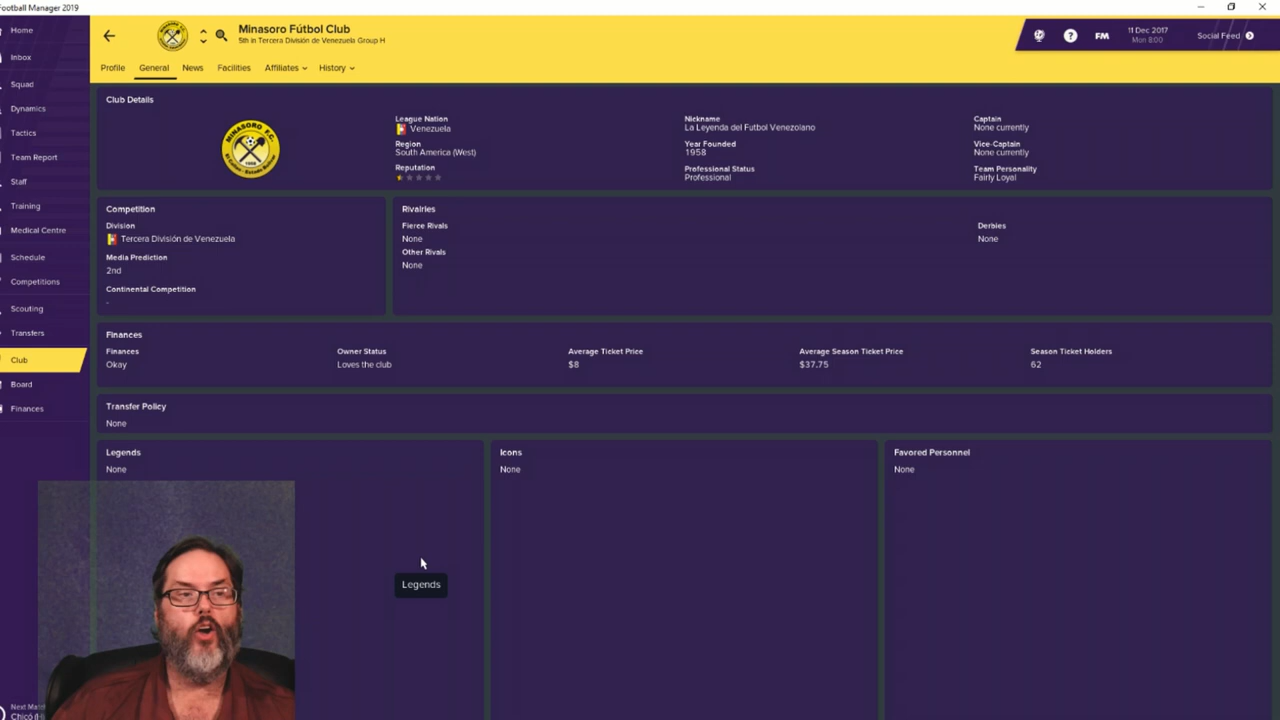 Football Manager 2019
Home
Inbox
Squad
Dynamics
Tactics
Team Report
Staff
Training
Medical Centre
Schedule
Competitions
Scouting
Transfers
Club
Board
Finances
Minasoro Fútbol Club
5th in Tercera División de Venezuela Group H
11 Dec 2017
Mon 8:00
FM
Social Feed
Profile
General
News
Facilities
Affiliates
History
Club Details
MINASORO F.C.
1958
League Nation
Venezuela
Region
South America (West)
Reputation
Nickname
La Leyenda del Futbol Venezolano
Year Founded
1958
Professional Status
Professional
Captain
None currently
Vice-Captain
None currently
Team Personality
Fairly Loyal
Competition
Division
Tercera División de Venezuela
Media Prediction
2nd
Continental Competition
-
Rivalries
Fierce Rivals
None
Other Rivals
None
Derbies
None
Finances
Finances
Okay
Owner Status
Loves the club
Average Ticket Price
$8
Average Season Ticket Price
$37.75
Season Ticket Holders
62
Transfer Policy
None
Legends
None
Icons
None
Favored Personnel
None
Legends
Next Mat
Chicó (H